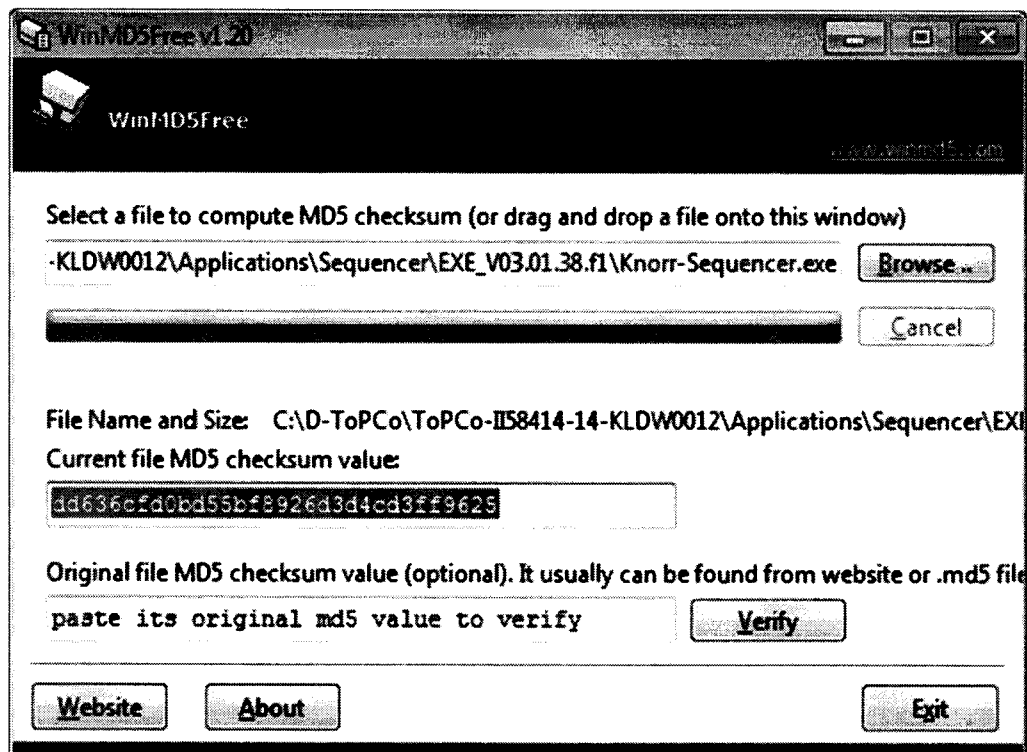 WinMD5Free v1.20
WinMD5Free
www.winmd5.com
Select a file to compute MD5 checksum (or drag and drop a file onto this window)
-KLDW0012\Applications\Sequencer\EXE_V03.01.38.f1\Knorr-Sequencer.exe
Browse..
Cancel
File Name and Size: C:\D-ToPCo\ToPCo-II58414-14-KLDW0012\Applications\Sequencer\EXE
Current file MD5 checksum value:
dd636cfd0bd55bf8926d3d4cd3ff9625
Original file MD5 checksum value (optional). It usually can be found from website or .md5 file
paste its original md5 value to verify
Verify
Website
About
Exit